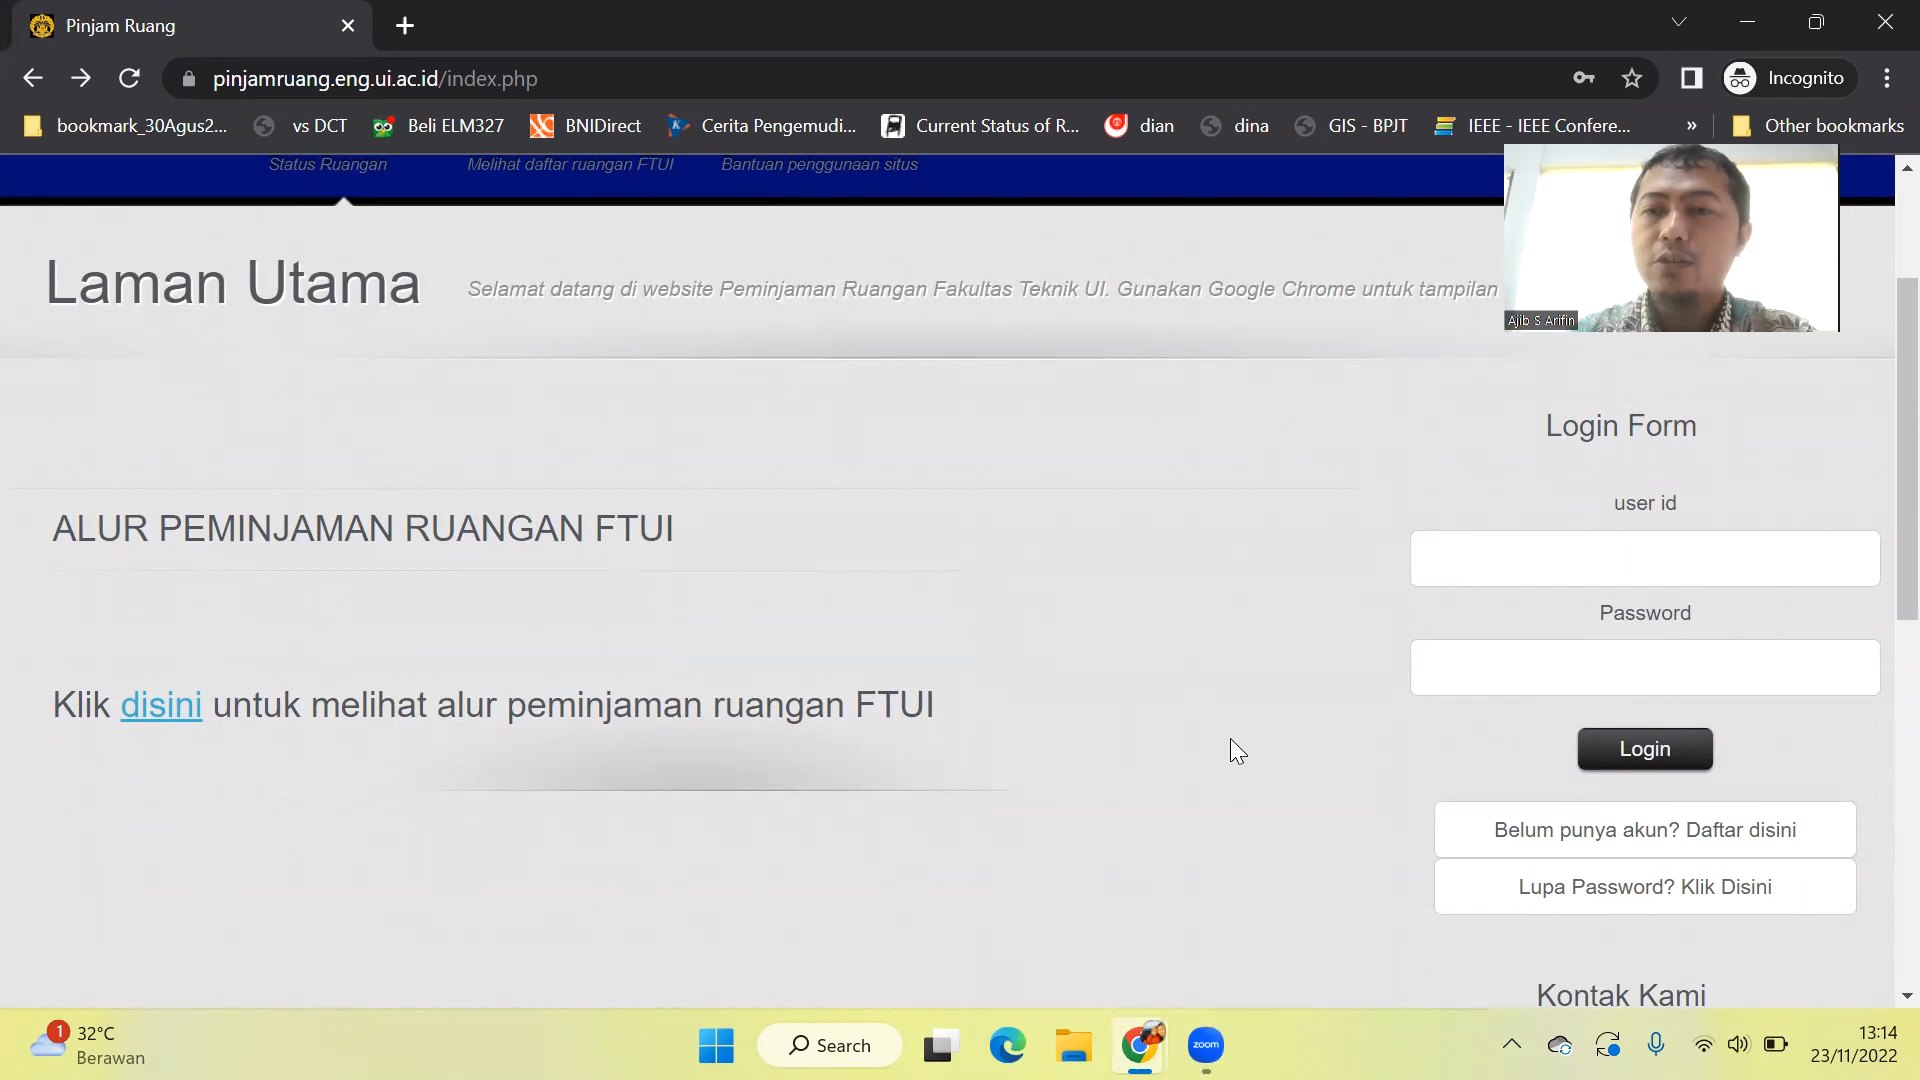 Pinjam Ruang
pinjamruang.eng.ui.ac.id/index.php
Incognito
bookmark_30Agus2...
vs DCT
Beli ELM327
BNIDirect
Cerita Pengemudi...
Current Status of R...
dian
dina
GIS - BPJT
IEEE - IEEE Confere...
»
Other bookmarks
Status Ruangan
Melihat daftar ruangan FTUI
Bantuan penggunaan situs
Laman Utama
Selamat datang di website Peminjaman Ruangan Fakultas Teknik UI. Gunakan Google Chrome untuk tampilan
Ajib S Arifin
Login Form
user id
ALUR PEMINJAMAN RUANGAN FTUI
Password
Klik disini untuk melihat alur peminjaman ruangan FTUI
Login
Belum punya akun? Daftar disini
Lupa Password? Klik Disini
Kontak Kami
1
32°C
Berawan
Search
zoom
13:14
23/11/2022